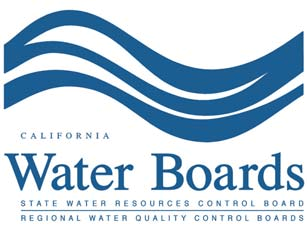 CALIFORNIA
Water Boards
STATE WATER RESOURCES CONTROL BOARD
REGIONAL WATER QUALITY CONTROL BOARDS